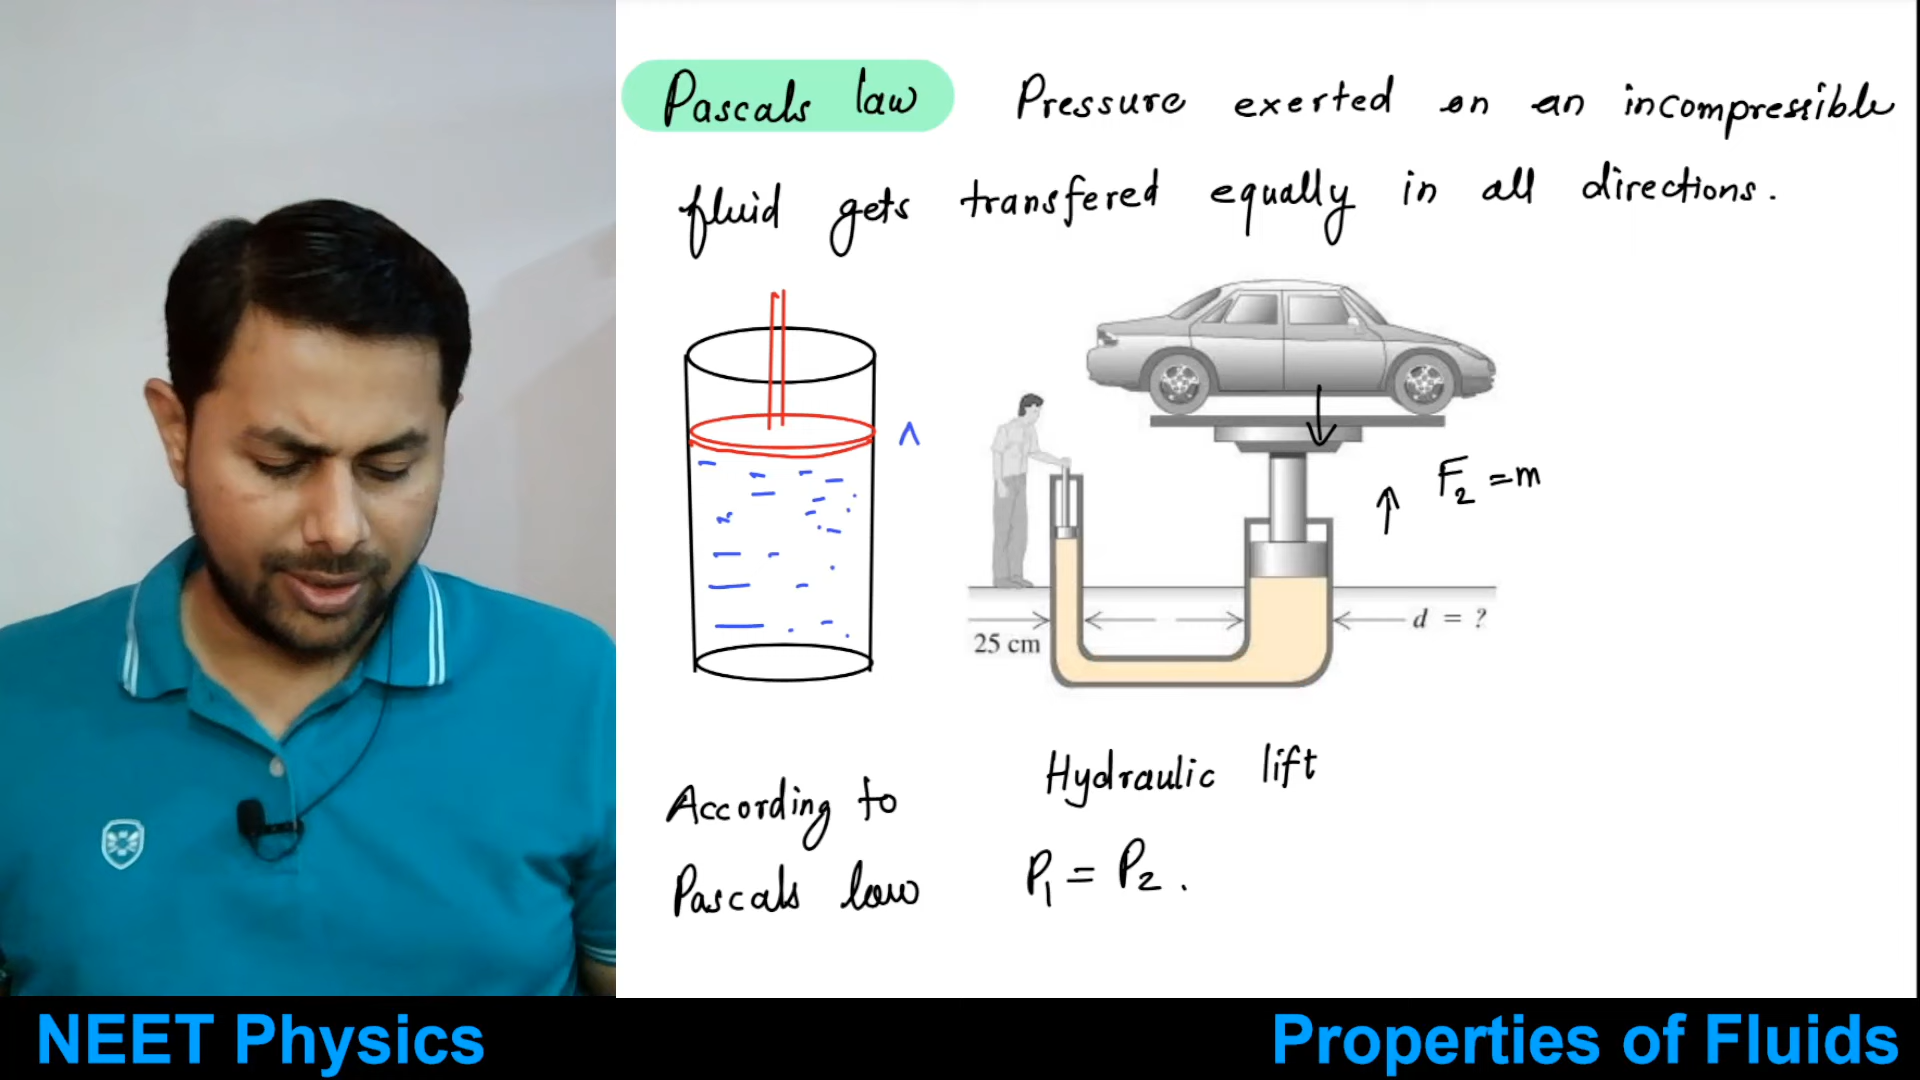 Pascals law Pressure exerted on an incompressible
fluid gets transfered equally in all directions.
F2 = m
25 cm
d = ?
Hydraulic lift
According to
Pascals law P1 = P2 .
NEET Physics
Properties of Fluids